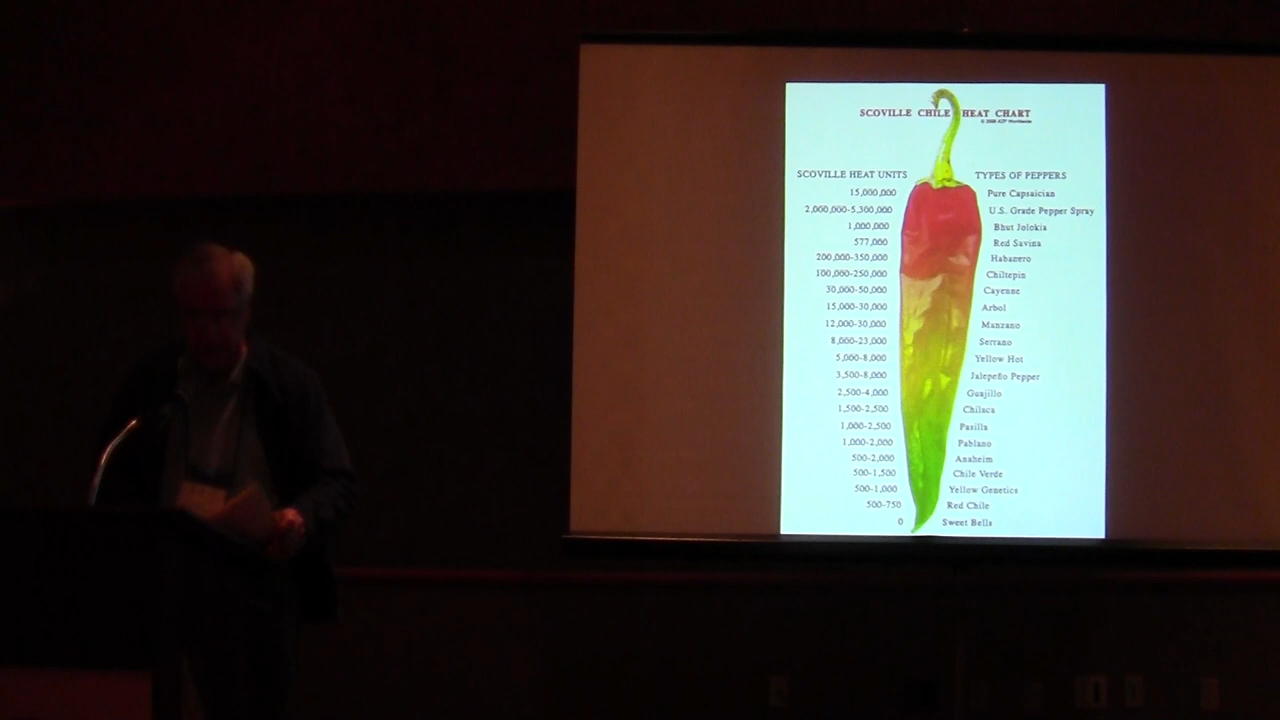 SCOVILLE CHILE HEAT CHART
© 2008 AZP Worldwide
SCOVILLE HEAT UNITS TYPES OF PEPPERS
15,000,000 Pure Capsaician
2,000,000-5,300,000 U.S. Grade Pepper Spray
1,000,000 Bhut Jolokia
577,000 Red Savina
200,000-350,000 Habanero
100,000-250,000 Chiltepin
30,000-50,000 Cayenne
15,000-30,000 Arbol
12,000-30,000 Manzano
8,000-23,000 Serrano
5,000-8,000 Yellow Hot
3,500-8,000 Jalepeño Pepper
2,500-4,000 Guajillo
1,500-2,500 Chilaca
1,000-2,500 Pasilla
1,000-2,000 Pablano
500-2,000 Anaheim
500-1,500 Chile Verde
500-1,000 Yellow Genetics
500-750 Red Chile
0 Sweet Bells